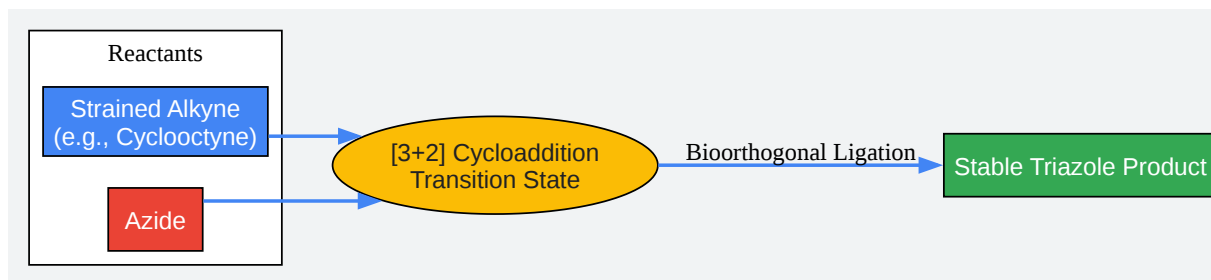 Reactants
Strained Alkyne
(e.g., Cyclooctyne)
Azide
[3+2] Cycloaddition
Transition State
Bioorthogonal Ligation
Stable Triazole Product